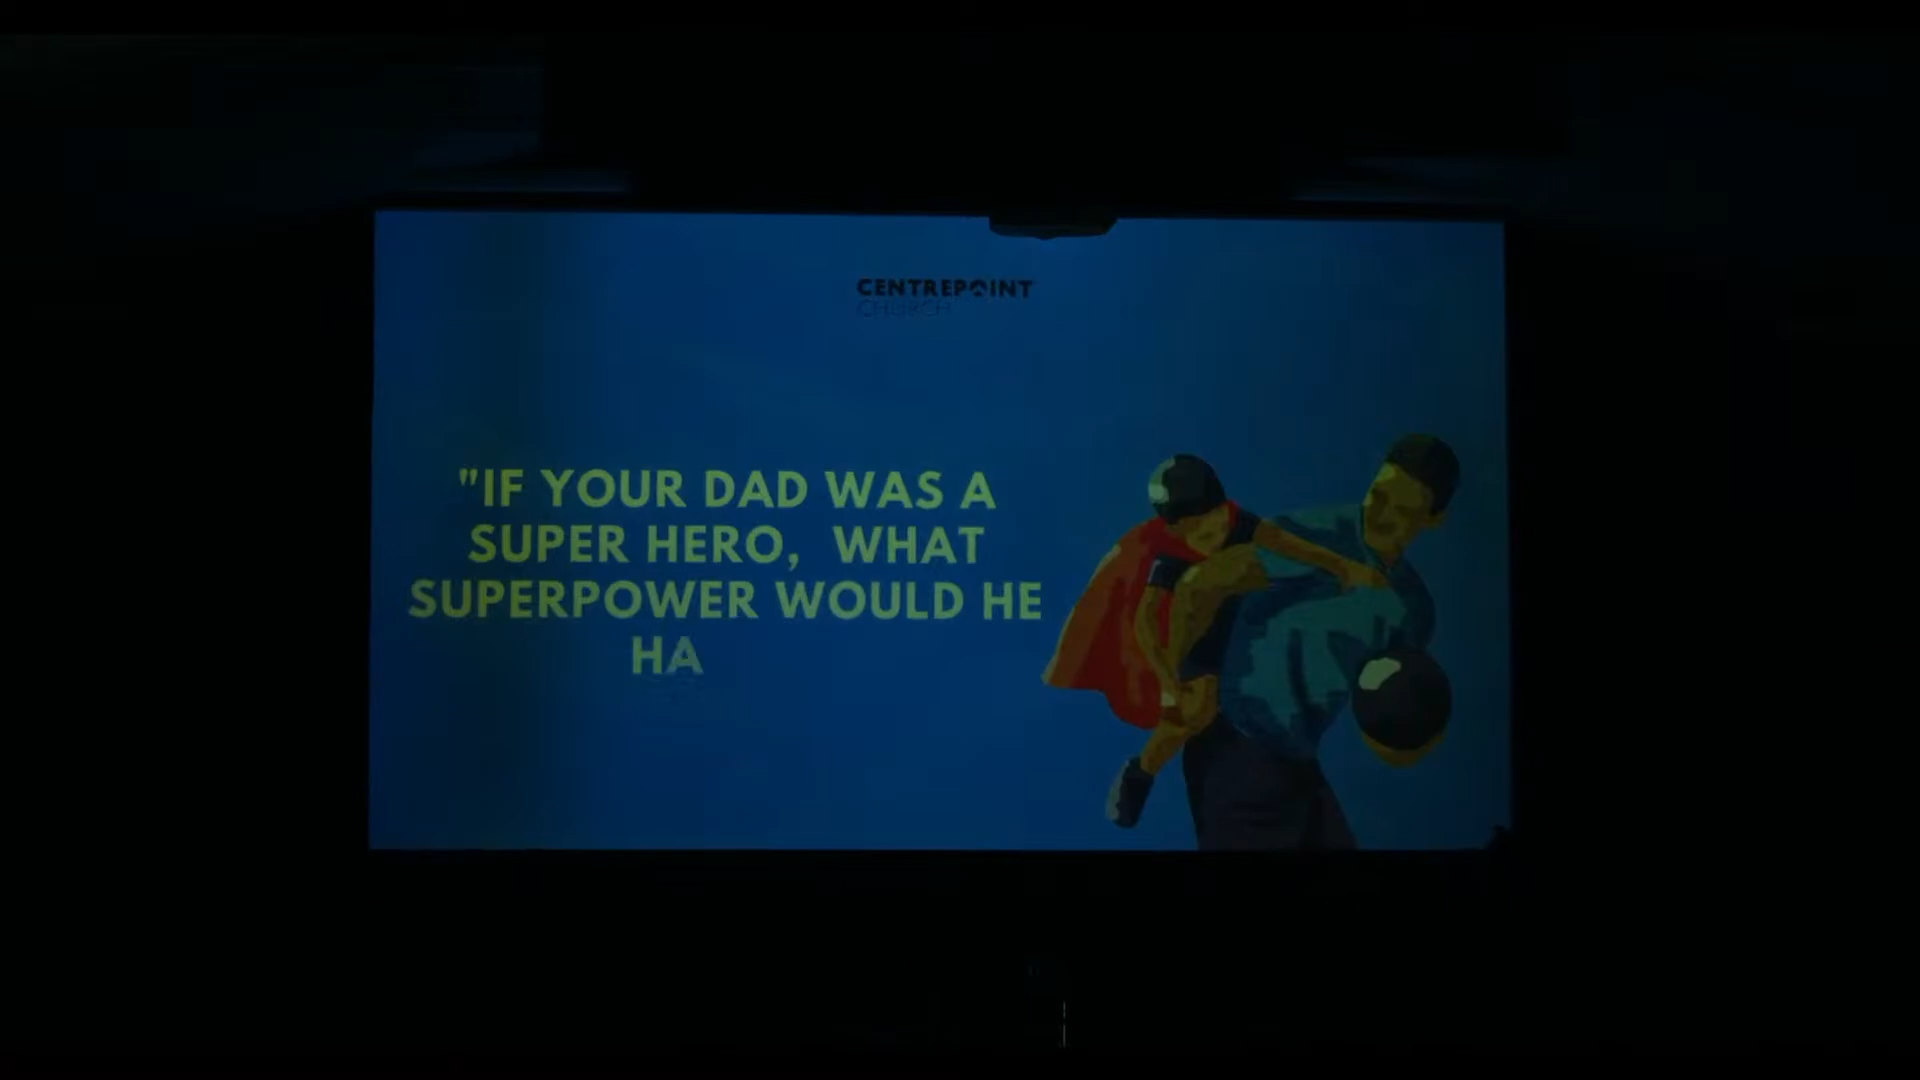 CENTREPOINT
CHURCH
"IF YOUR DAD WAS A
SUPER HERO, WHAT
SUPERPOWER WOULD HE
HA